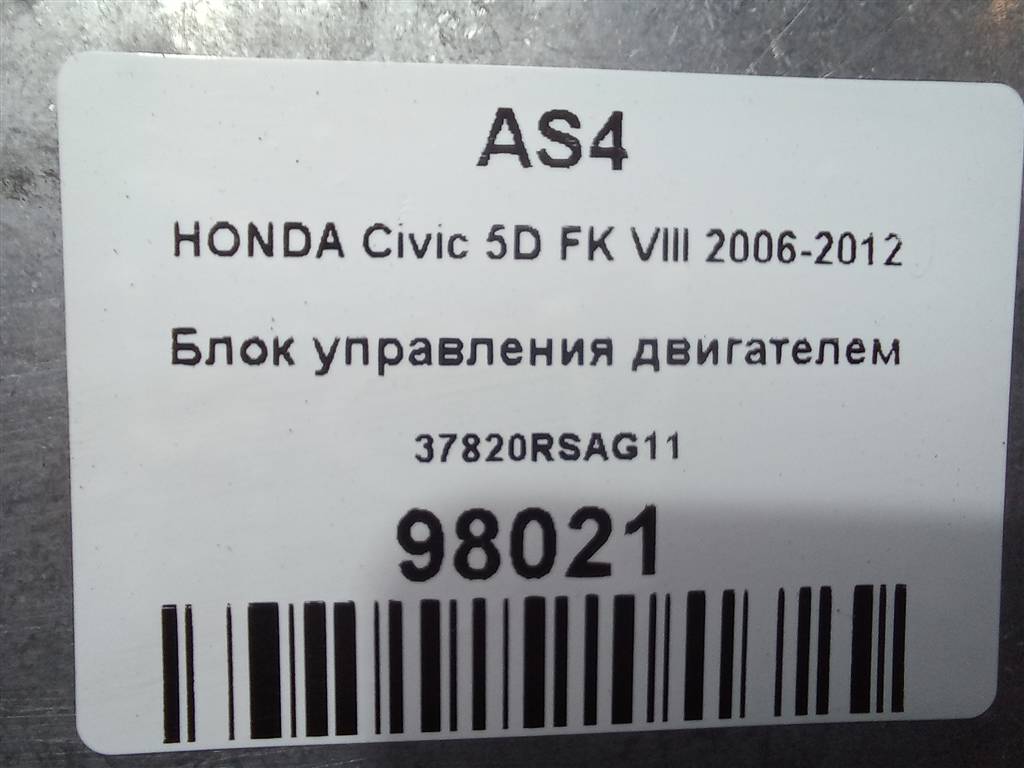 AS4
HONDA Civic 5D FK VIII 2006-2012
Блок управления двигателем
37820RSAG11
98021